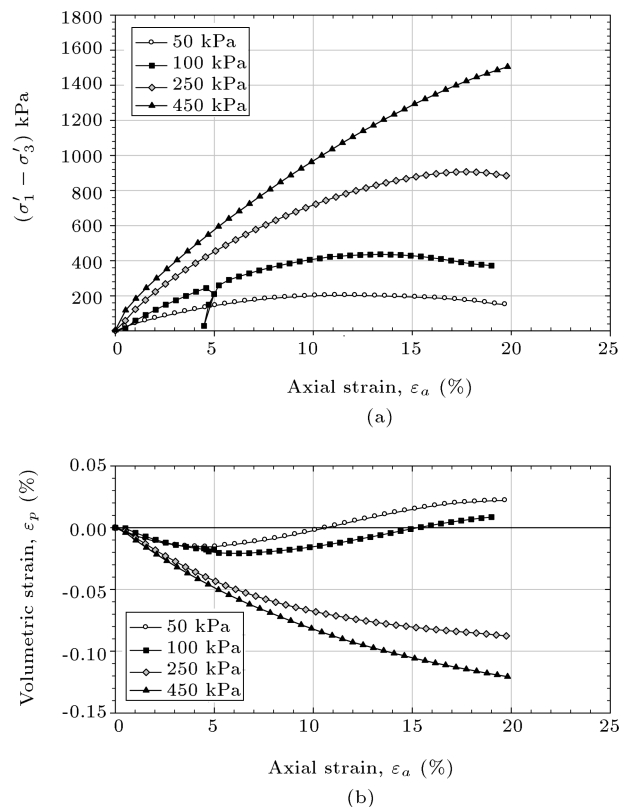 1800
1600
1400
1200
1000
800
600
400
200
0
5
10
15
20
25
50 kPa
100 kPa
250 kPa
450 kPa
(σ′₁ − σ′₃) kPa
Axial strain, εₐ (%)
(a)
0.05
0.00
-0.05
-0.10
-0.15
0
5
10
15
20
25
50 kPa
100 kPa
250 kPa
450 kPa
Volumetric strain, εₚ (%)
Axial strain, εₐ (%)
(b)